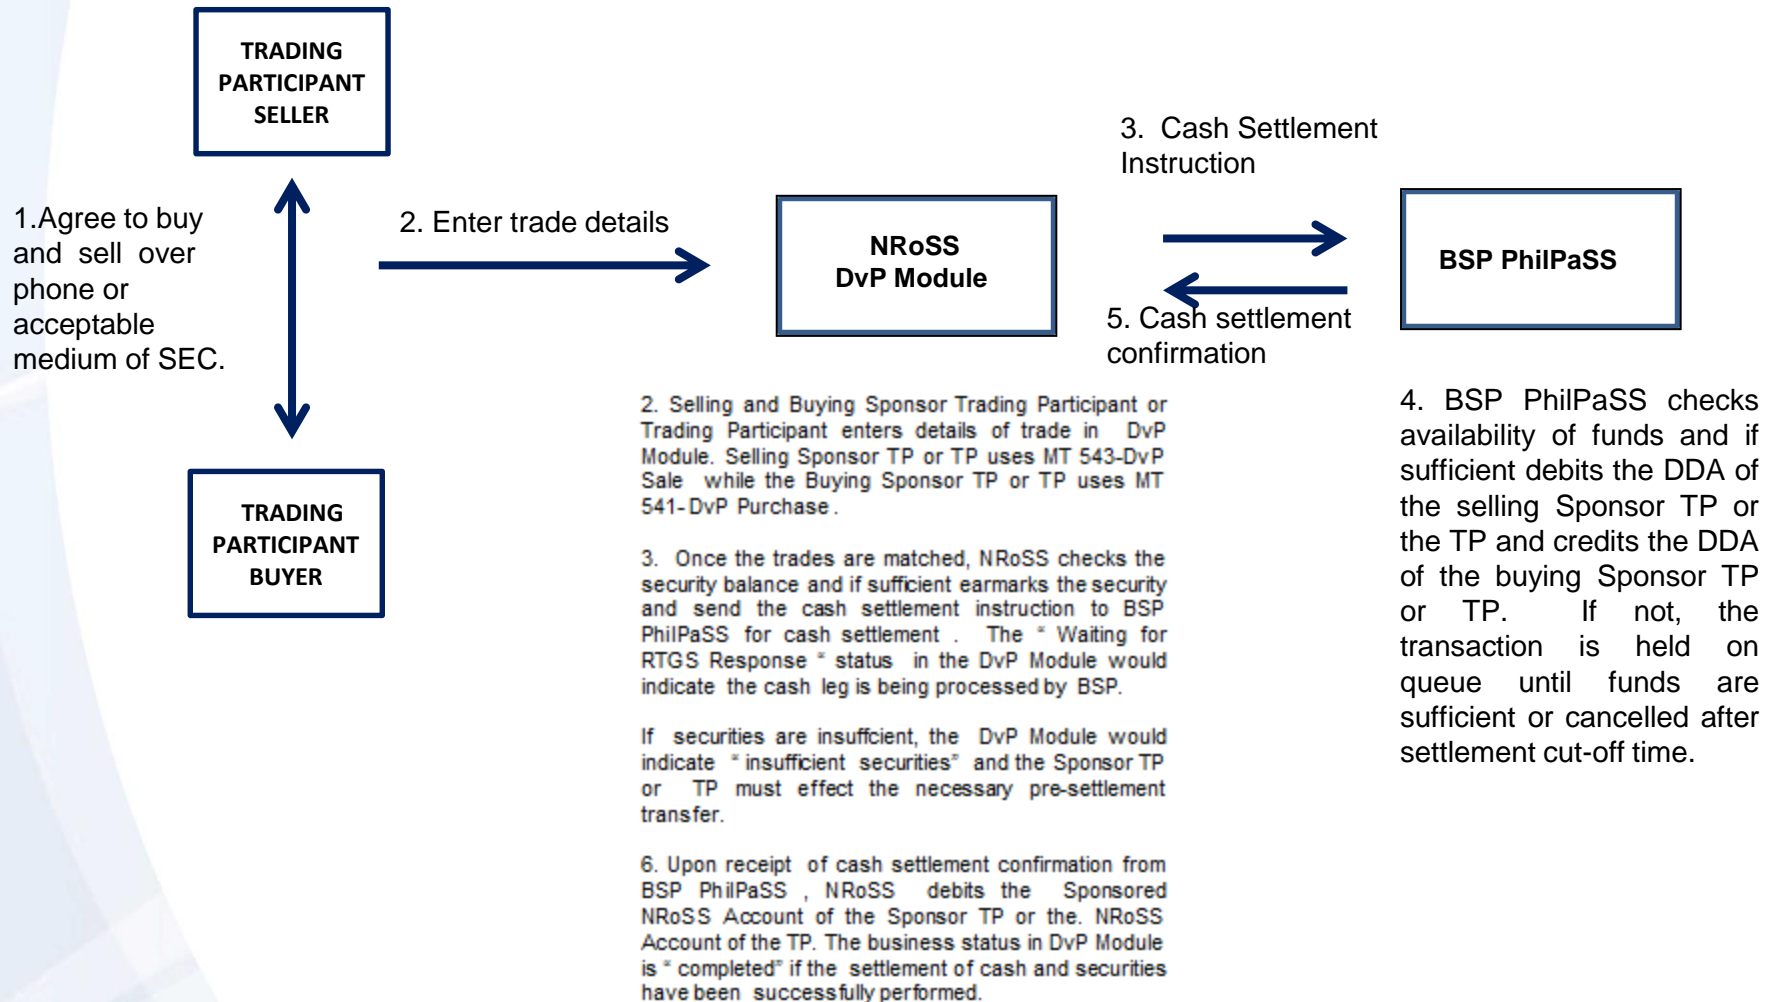 TRADING
PARTICIPANT
SELLER
1.Agree to buy
and sell over
phone or
acceptable
medium of SEC.
2. Enter trade details
NRoSS
DvP Module
3. Cash Settlement
Instruction
5. Cash settlement
confirmation
BSP PhilPaSS
TRADING
PARTICIPANT
BUYER
2. Selling and Buying Sponsor Trading Participant or
Trading Participant enters details of trade in DvP
Module. Selling Sponsor TP or TP uses MT 543-DvP
Sale while the Buying Sponsor TP or TP uses MT
541- DvP Purchase .
3. Once the trades are matched, NRoSS checks the
security balance and if sufficient earmarks the security
and send the cash settlement instruction to BSP
PhilPaSS for cash settlement . The “ Waiting for
RTGS Response “ status in the DvP Module would
indicate the cash leg is being processed by BSP.
If securities are insuffcient, the DvP Module would
indicate “ insufficient securities” and the Sponsor TP
or TP must effect the necessary pre-settlement
transfer.
6. Upon receipt of cash settlement confirmation from
BSP PhilPaSS , NRoSS debits the Sponsored
NRoSS Account of the Sponsor TP or the. NRoSS
Account of the TP. The business status in DvP Module
is “ completed” if the settlement of cash and securities
have been successfully performed.
4. BSP PhilPaSS checks
availability of funds and if
sufficient debits the DDA of
the selling Sponsor TP or
the TP and credits the DDA
of the buying Sponsor TP
or TP. If not, the
transaction is held on
queue until funds are
sufficient or cancelled after
settlement cut-off time.